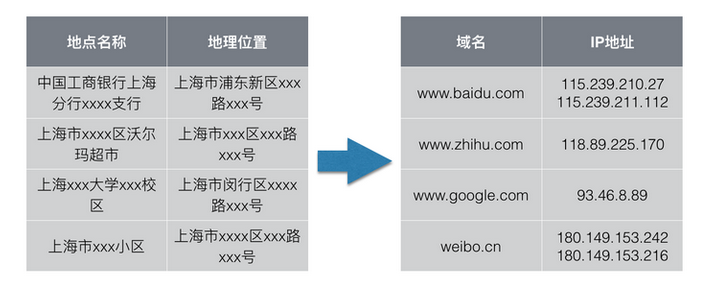 地点名称
地理位置
中国工商银行上海
分行xxxx支行
上海市浦东新区xxx
路xxx号
上海市xxxx区沃尔
玛超市
上海市xxx区xxx路
xxx号
上海xxx大学xxx校
区
上海市闵行区xxxx
路xxx号
上海市xxx小区
上海市xxxx区xxx路
xxx号
域名
IP地址
www.baidu.com
115.239.210.27
115.239.211.112
www.zhihu.com
118.89.225.170
www.google.com
93.46.8.89
weibo.cn
180.149.153.242
180.149.153.216